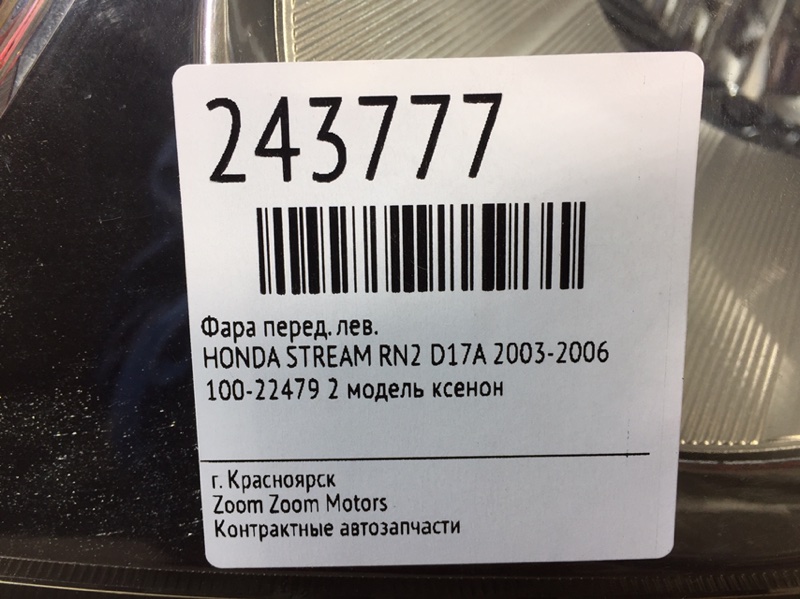 243777
Фара перед. лев.
HONDA STREAM RN2 D17A 2003-2006
100-22479 2 модель ксенон
г. Красноярск
Zoom Zoom Motors
Контрактные автозапчасти